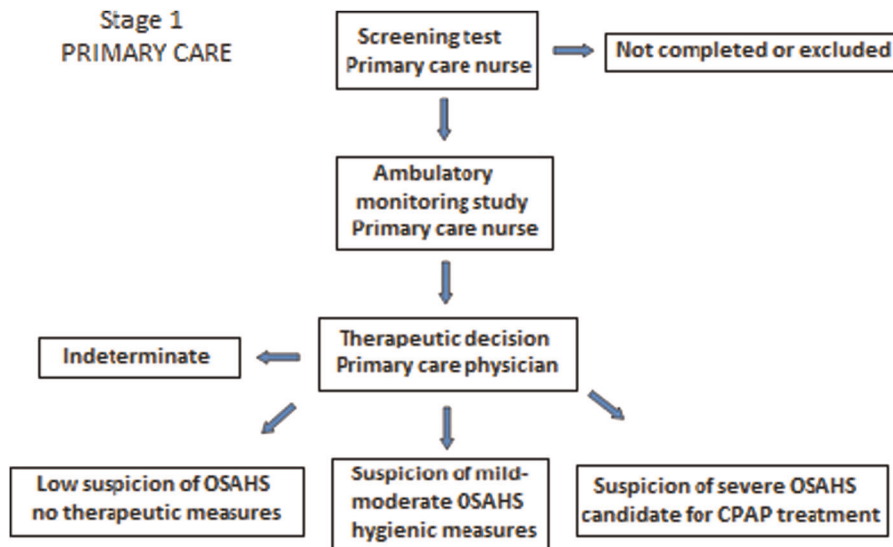 Stage 1
PRIMARY CARE
Screening test
Primary care nurse
Not completed or excluded
Ambulatory
monitoring study
Primary care nurse
Therapeutic decision
Primary care physician
Indeterminate
Low suspicion of OSAHS
no therapeutic measures
Suspicion of mild-
moderate OSAHS
hygienic measures
Suspicion of severe OSAHS
candidate for CPAP treatment